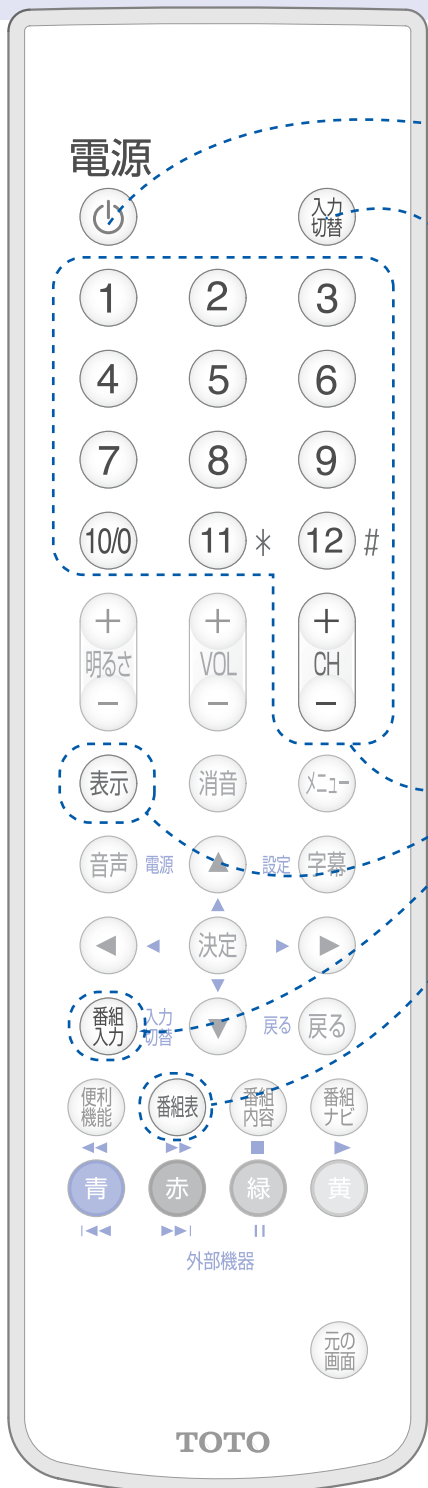 電源
入力
切替
1 2 3
4 5 6
7 8 9
10/0 11 * 12 #
+ + +
明るさ VOL CH
− − −
表示 消音 メニュー
音声 電源 設定 字幕
決定
番組
入力
入力
切替
戻る 戻る
便利
機能
番組表
番組
内容
番組
ナビ
青 赤 緑 黄
外部機器
元の
画面
TOTO